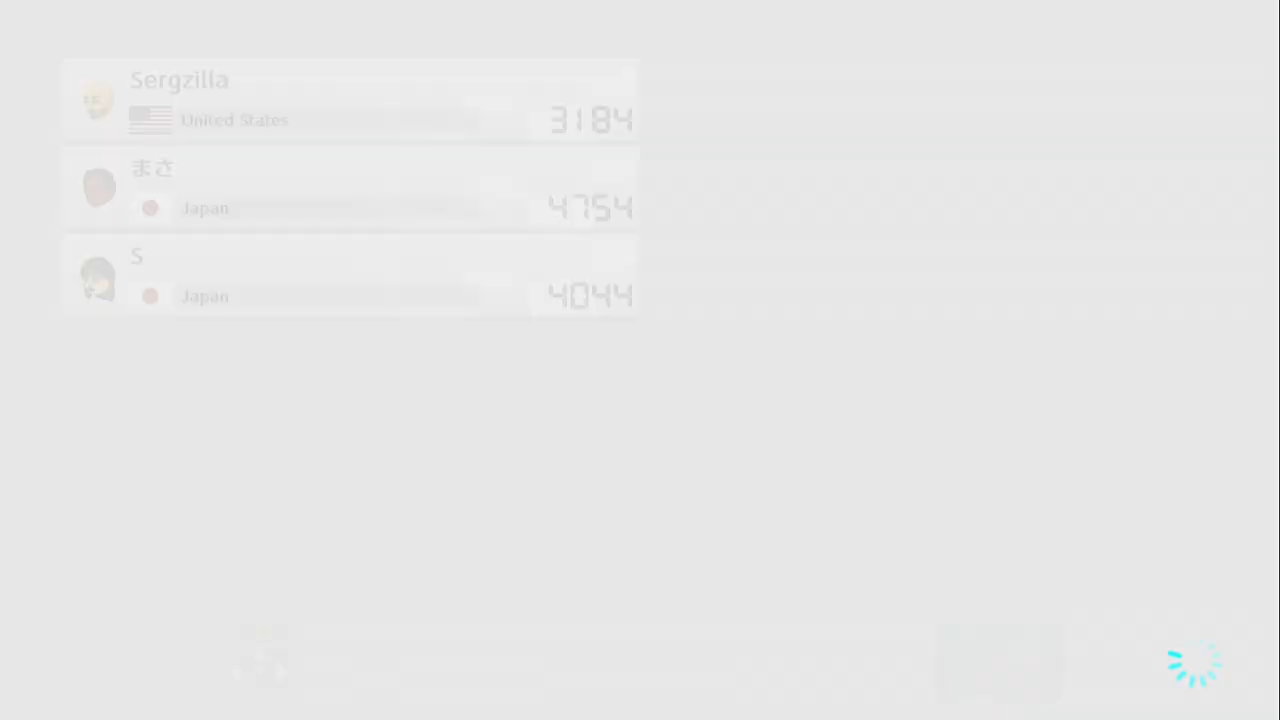 Sergzilla
United States 3184
まさ
Japan 4754
S
Japan 4044